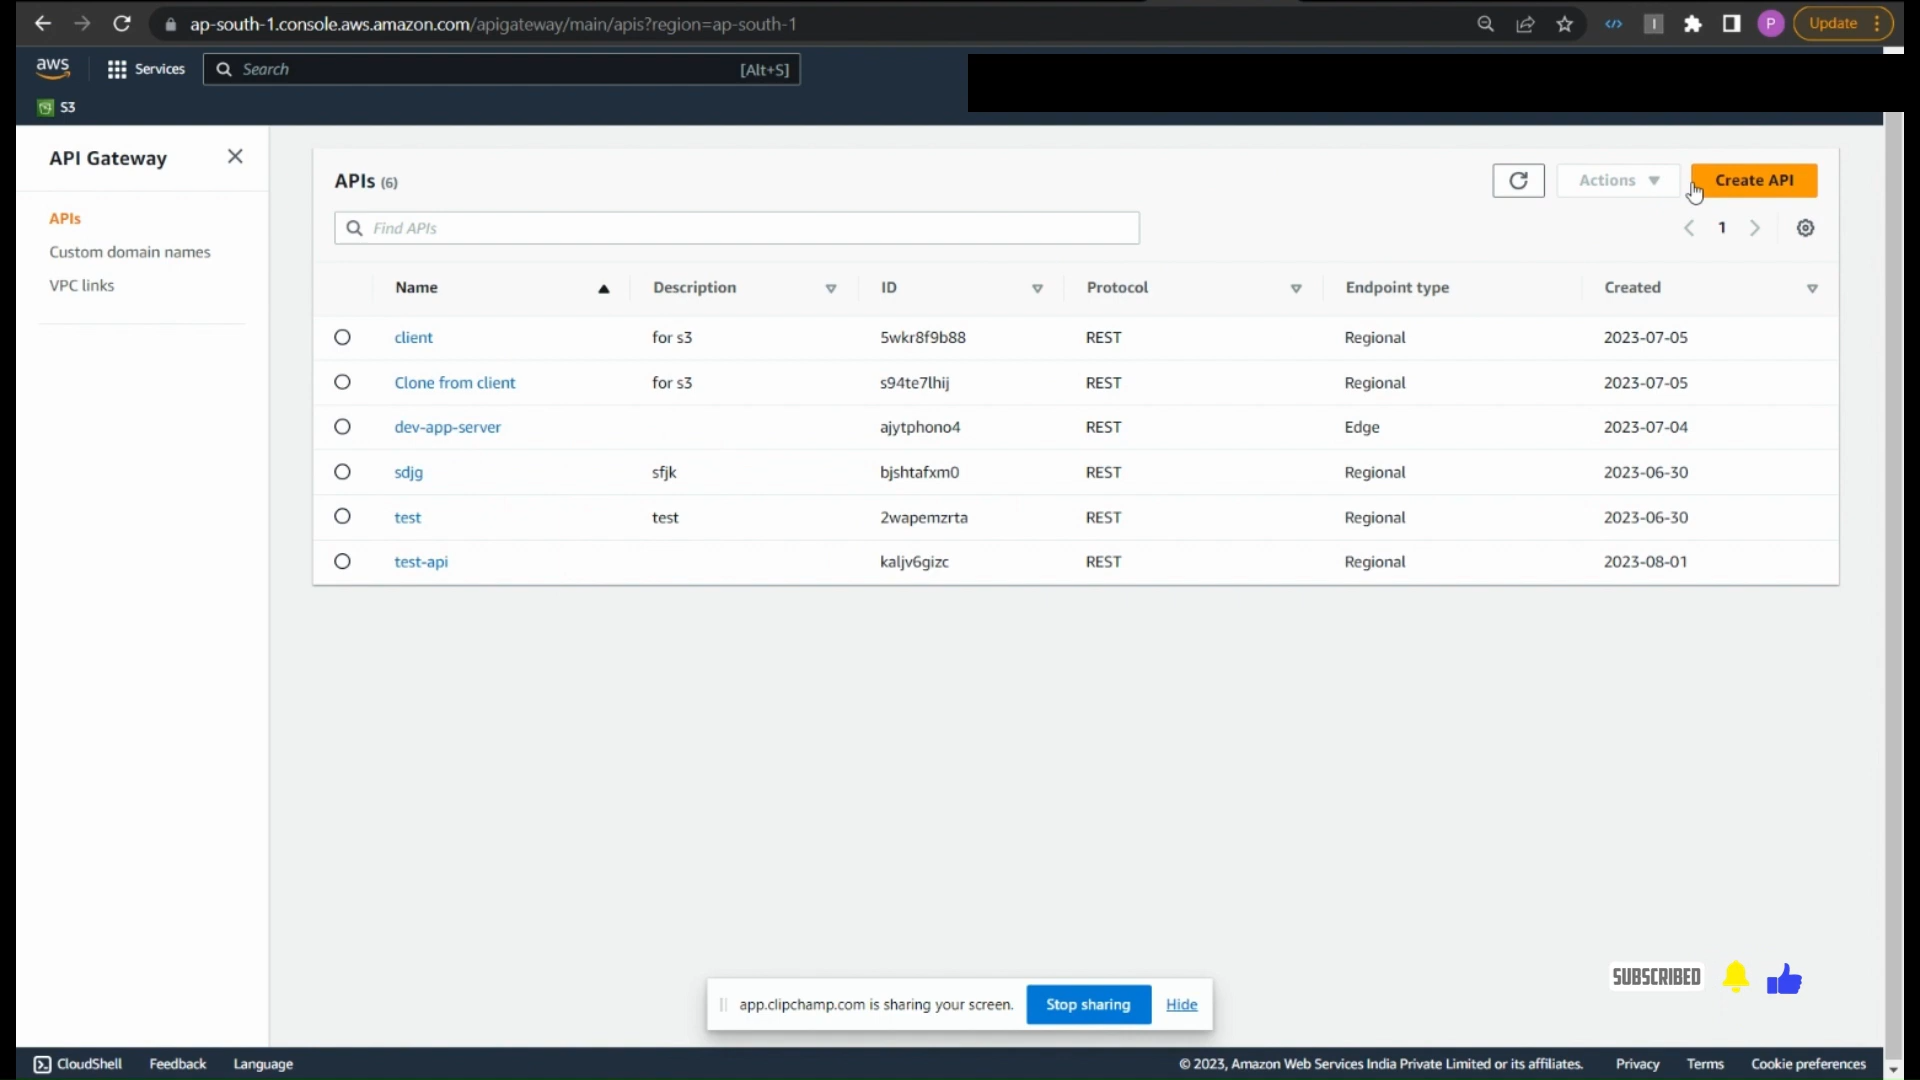 ap-south-1.console.aws.amazon.com/apigateway/main/apis?region=ap-south-1
P
Update
aws
Services
Search
[Alt+S]
S3
API Gateway
APIs
Custom domain names
VPC links
APIs (6)
Actions
Create API
Find APIs
1
Name Description ID Protocol Endpoint type Created
client for s3 5wkr8f9b88 REST Regional 2023-07-05
Clone from client for s3 s94te7lhij REST Regional 2023-07-05
dev-app-server ajytphono4 REST Edge 2023-07-04
sdjg sfjk bjshtafxm0 REST Regional 2023-06-30
test test 2wapemzrta REST Regional 2023-06-30
test-api kaljv6gizc REST Regional 2023-08-01
SUBSCRIBED
app.clipchamp.com is sharing your screen. Stop sharing Hide
CloudShell Feedback Language © 2023, Amazon Web Services India Private Limited or its affiliates. Privacy Terms Cookie preferences